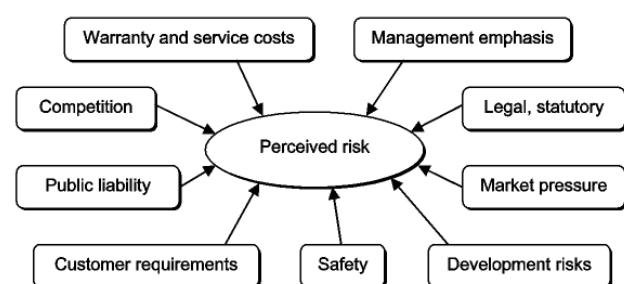 Warranty and service costs
Management emphasis
Competition
Legal, statutory
Perceived risk
Public liability
Market pressure
Customer requirements
Safety
Development risks